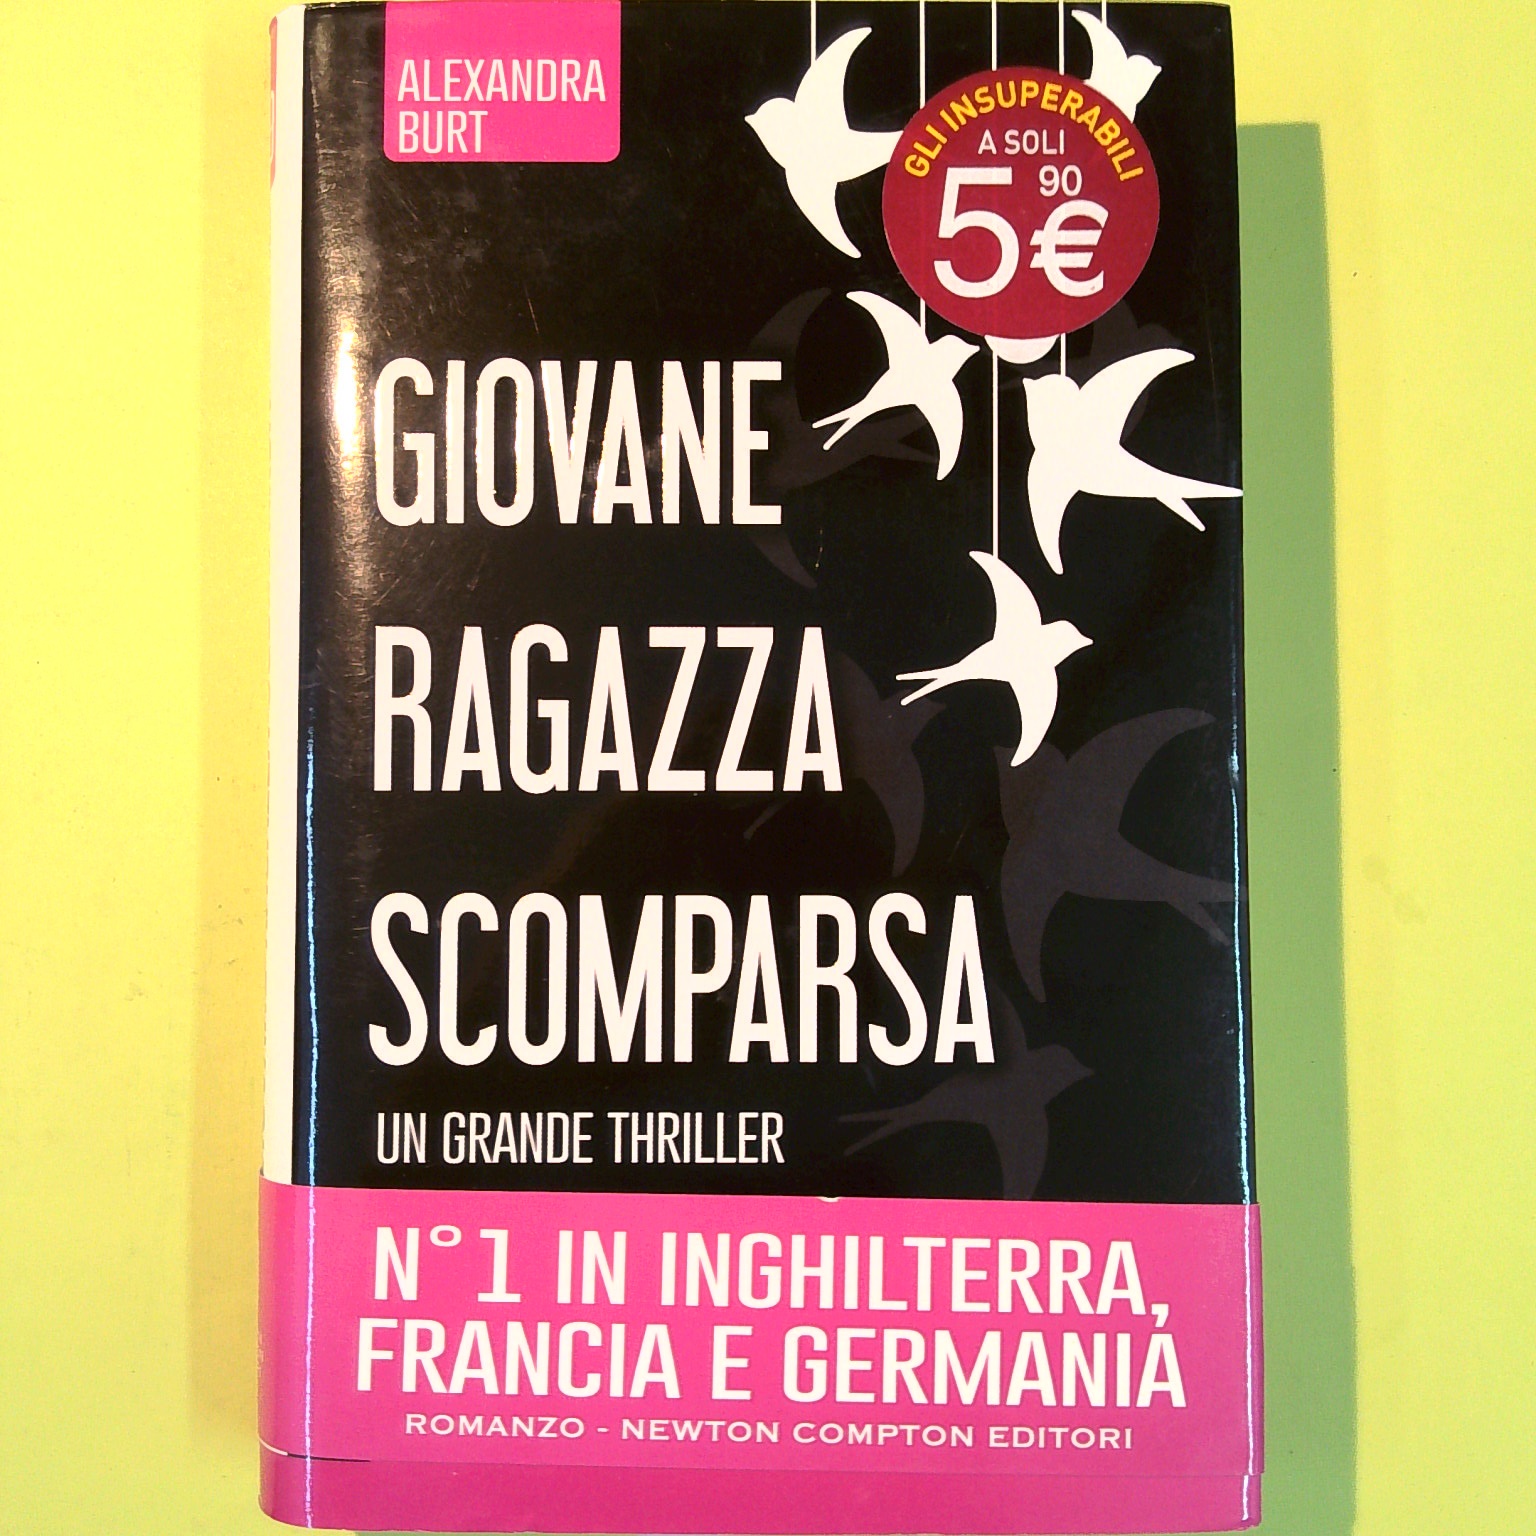 ALEXANDRA
BURT
GLI INSUPERABILI
A SOLI
5,90 €
GIOVANE
RAGAZZA
SCOMPARSA
UN GRANDE THRILLER
N° 1 IN INGHILTERRA,
FRANCIA E GERMANIA
ROMANZO - NEWTON COMPTON EDITORI